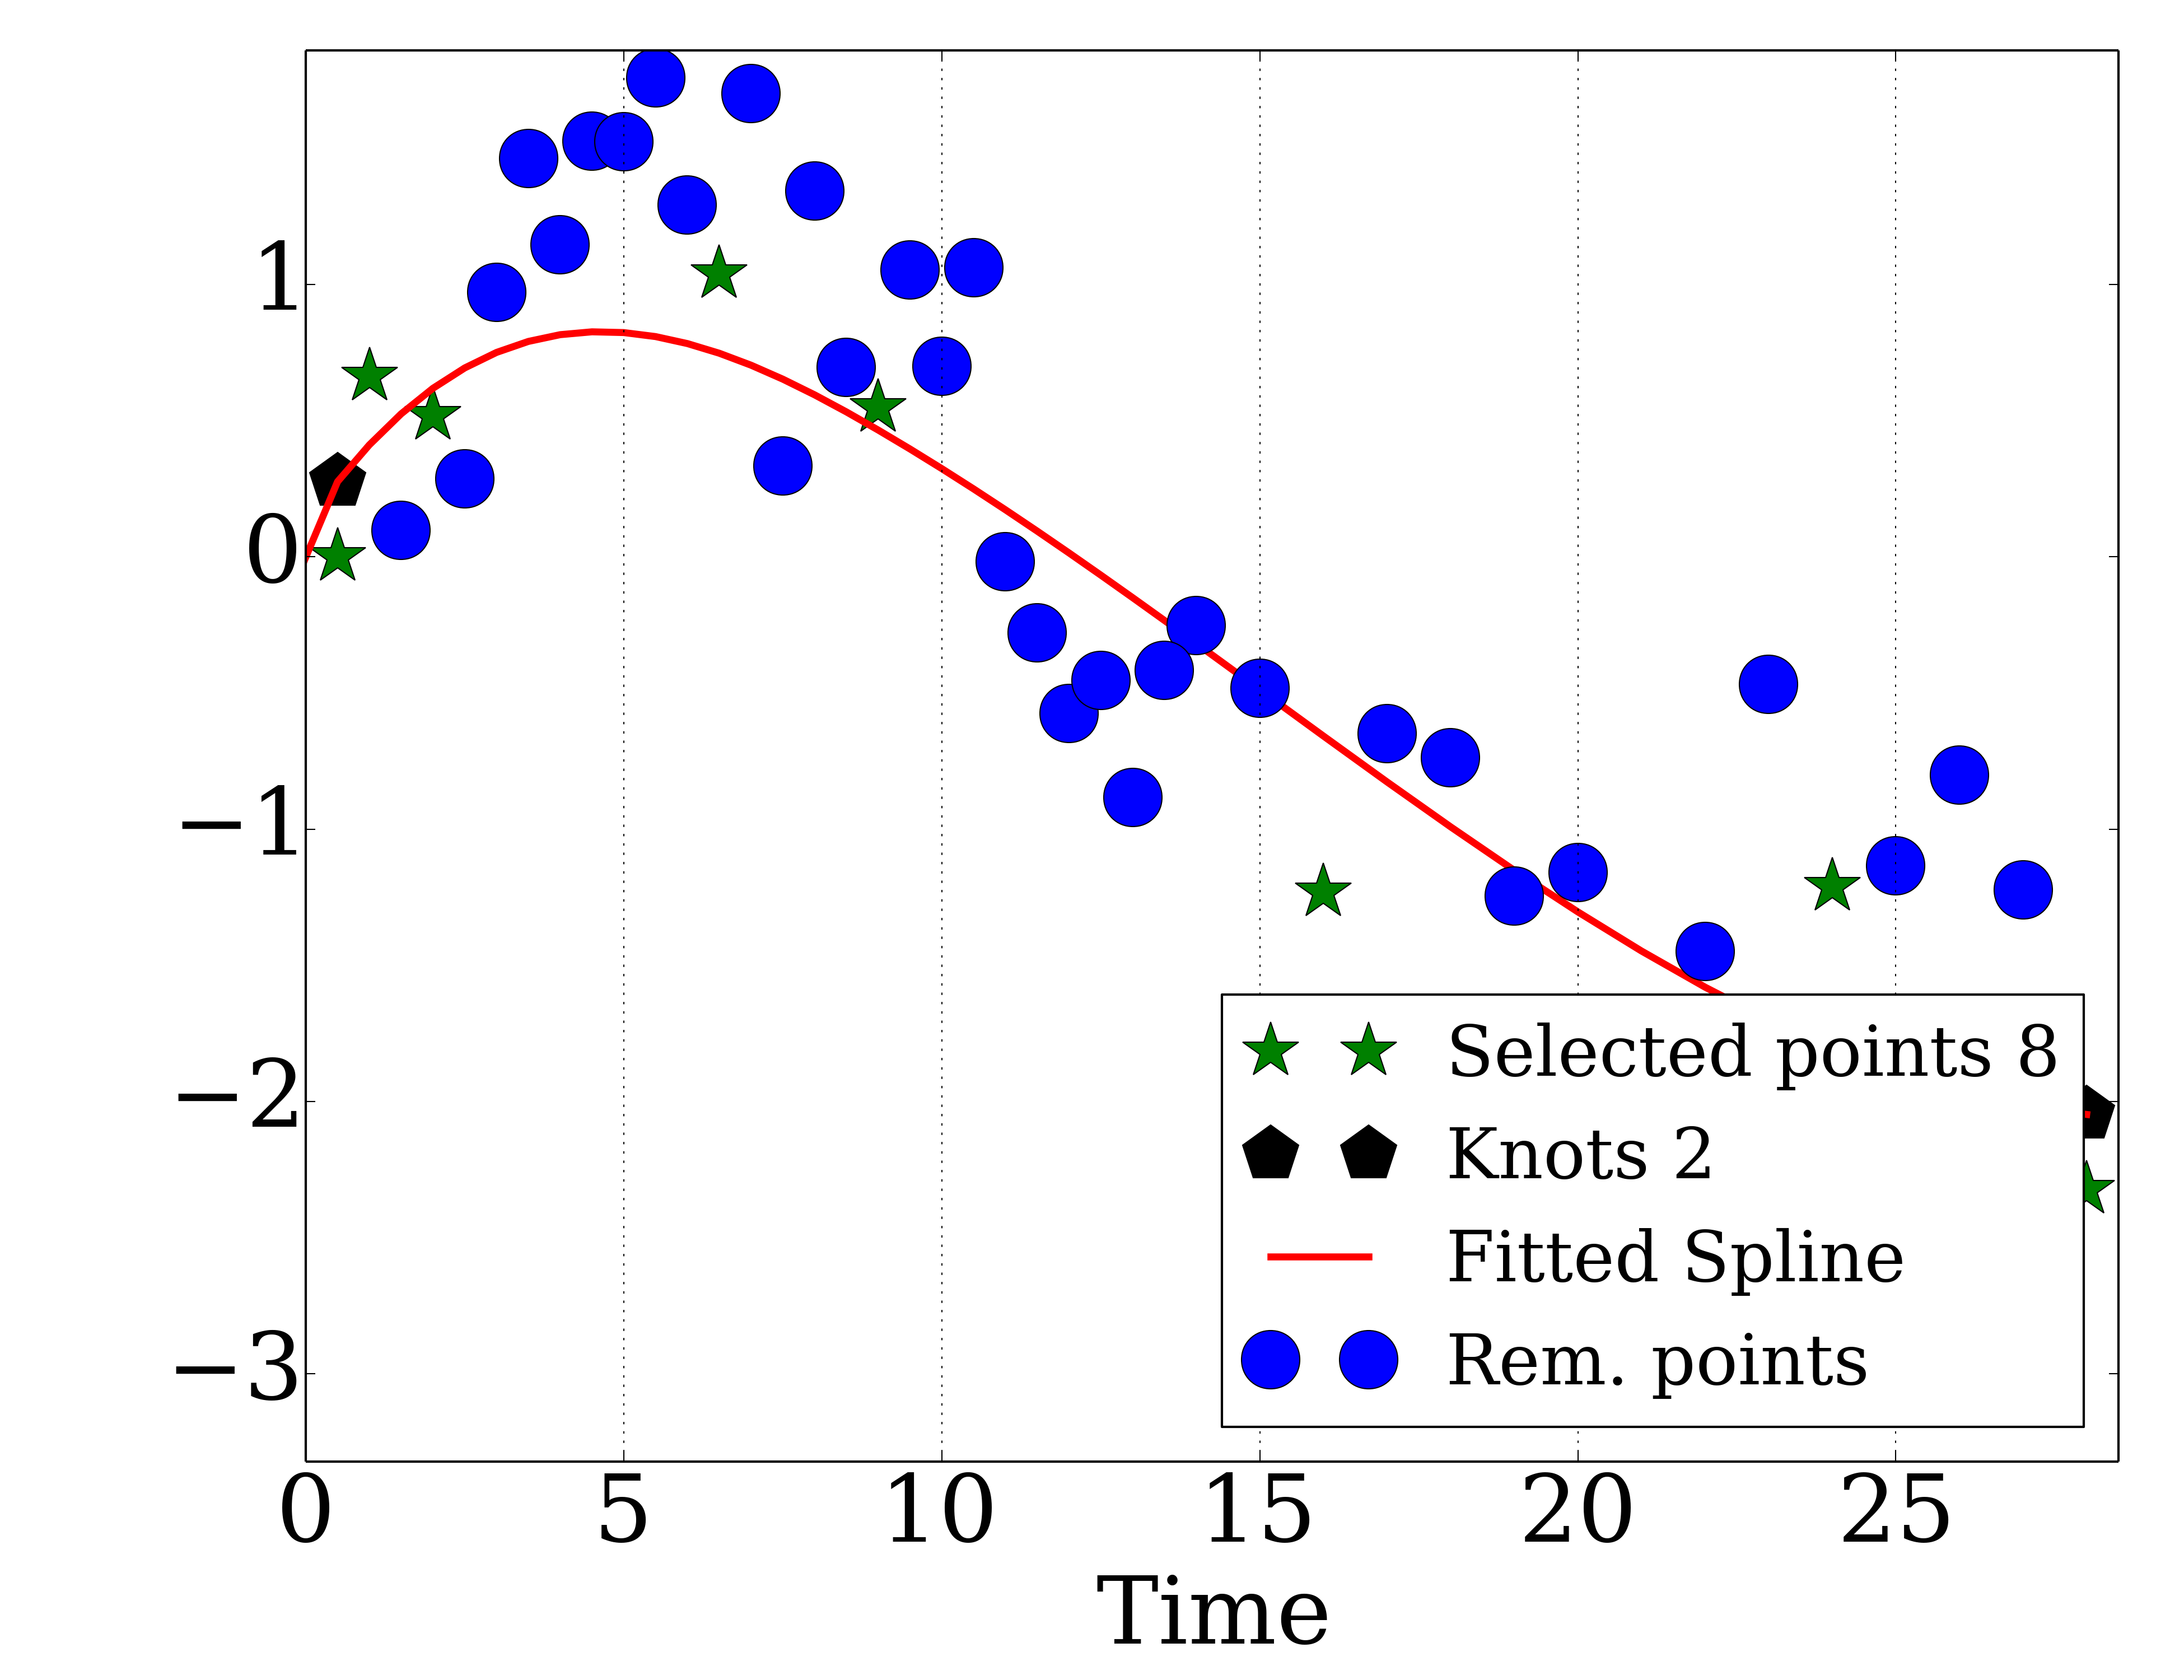 1
0
−1
−2
−3
0 5 10 15 20 25
Time
Selected points 8
Knots 2
Fitted Spline
Rem. points